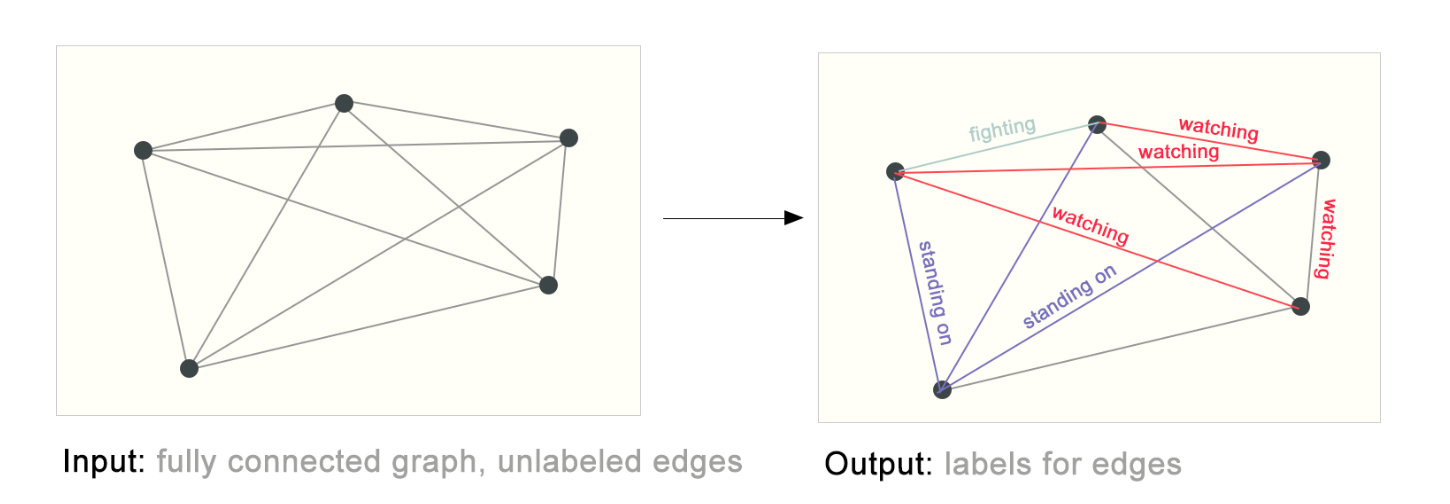 fighting
watching
watching
watching
watching
standing on
standing on
Input: fully connected graph, unlabeled edges
Output: labels for edges